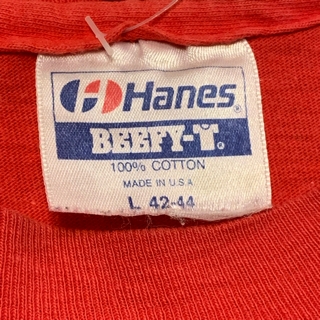 Hanes®
BEEFY-T®
100% COTTON
MADE IN U.S.A.
L 42-44